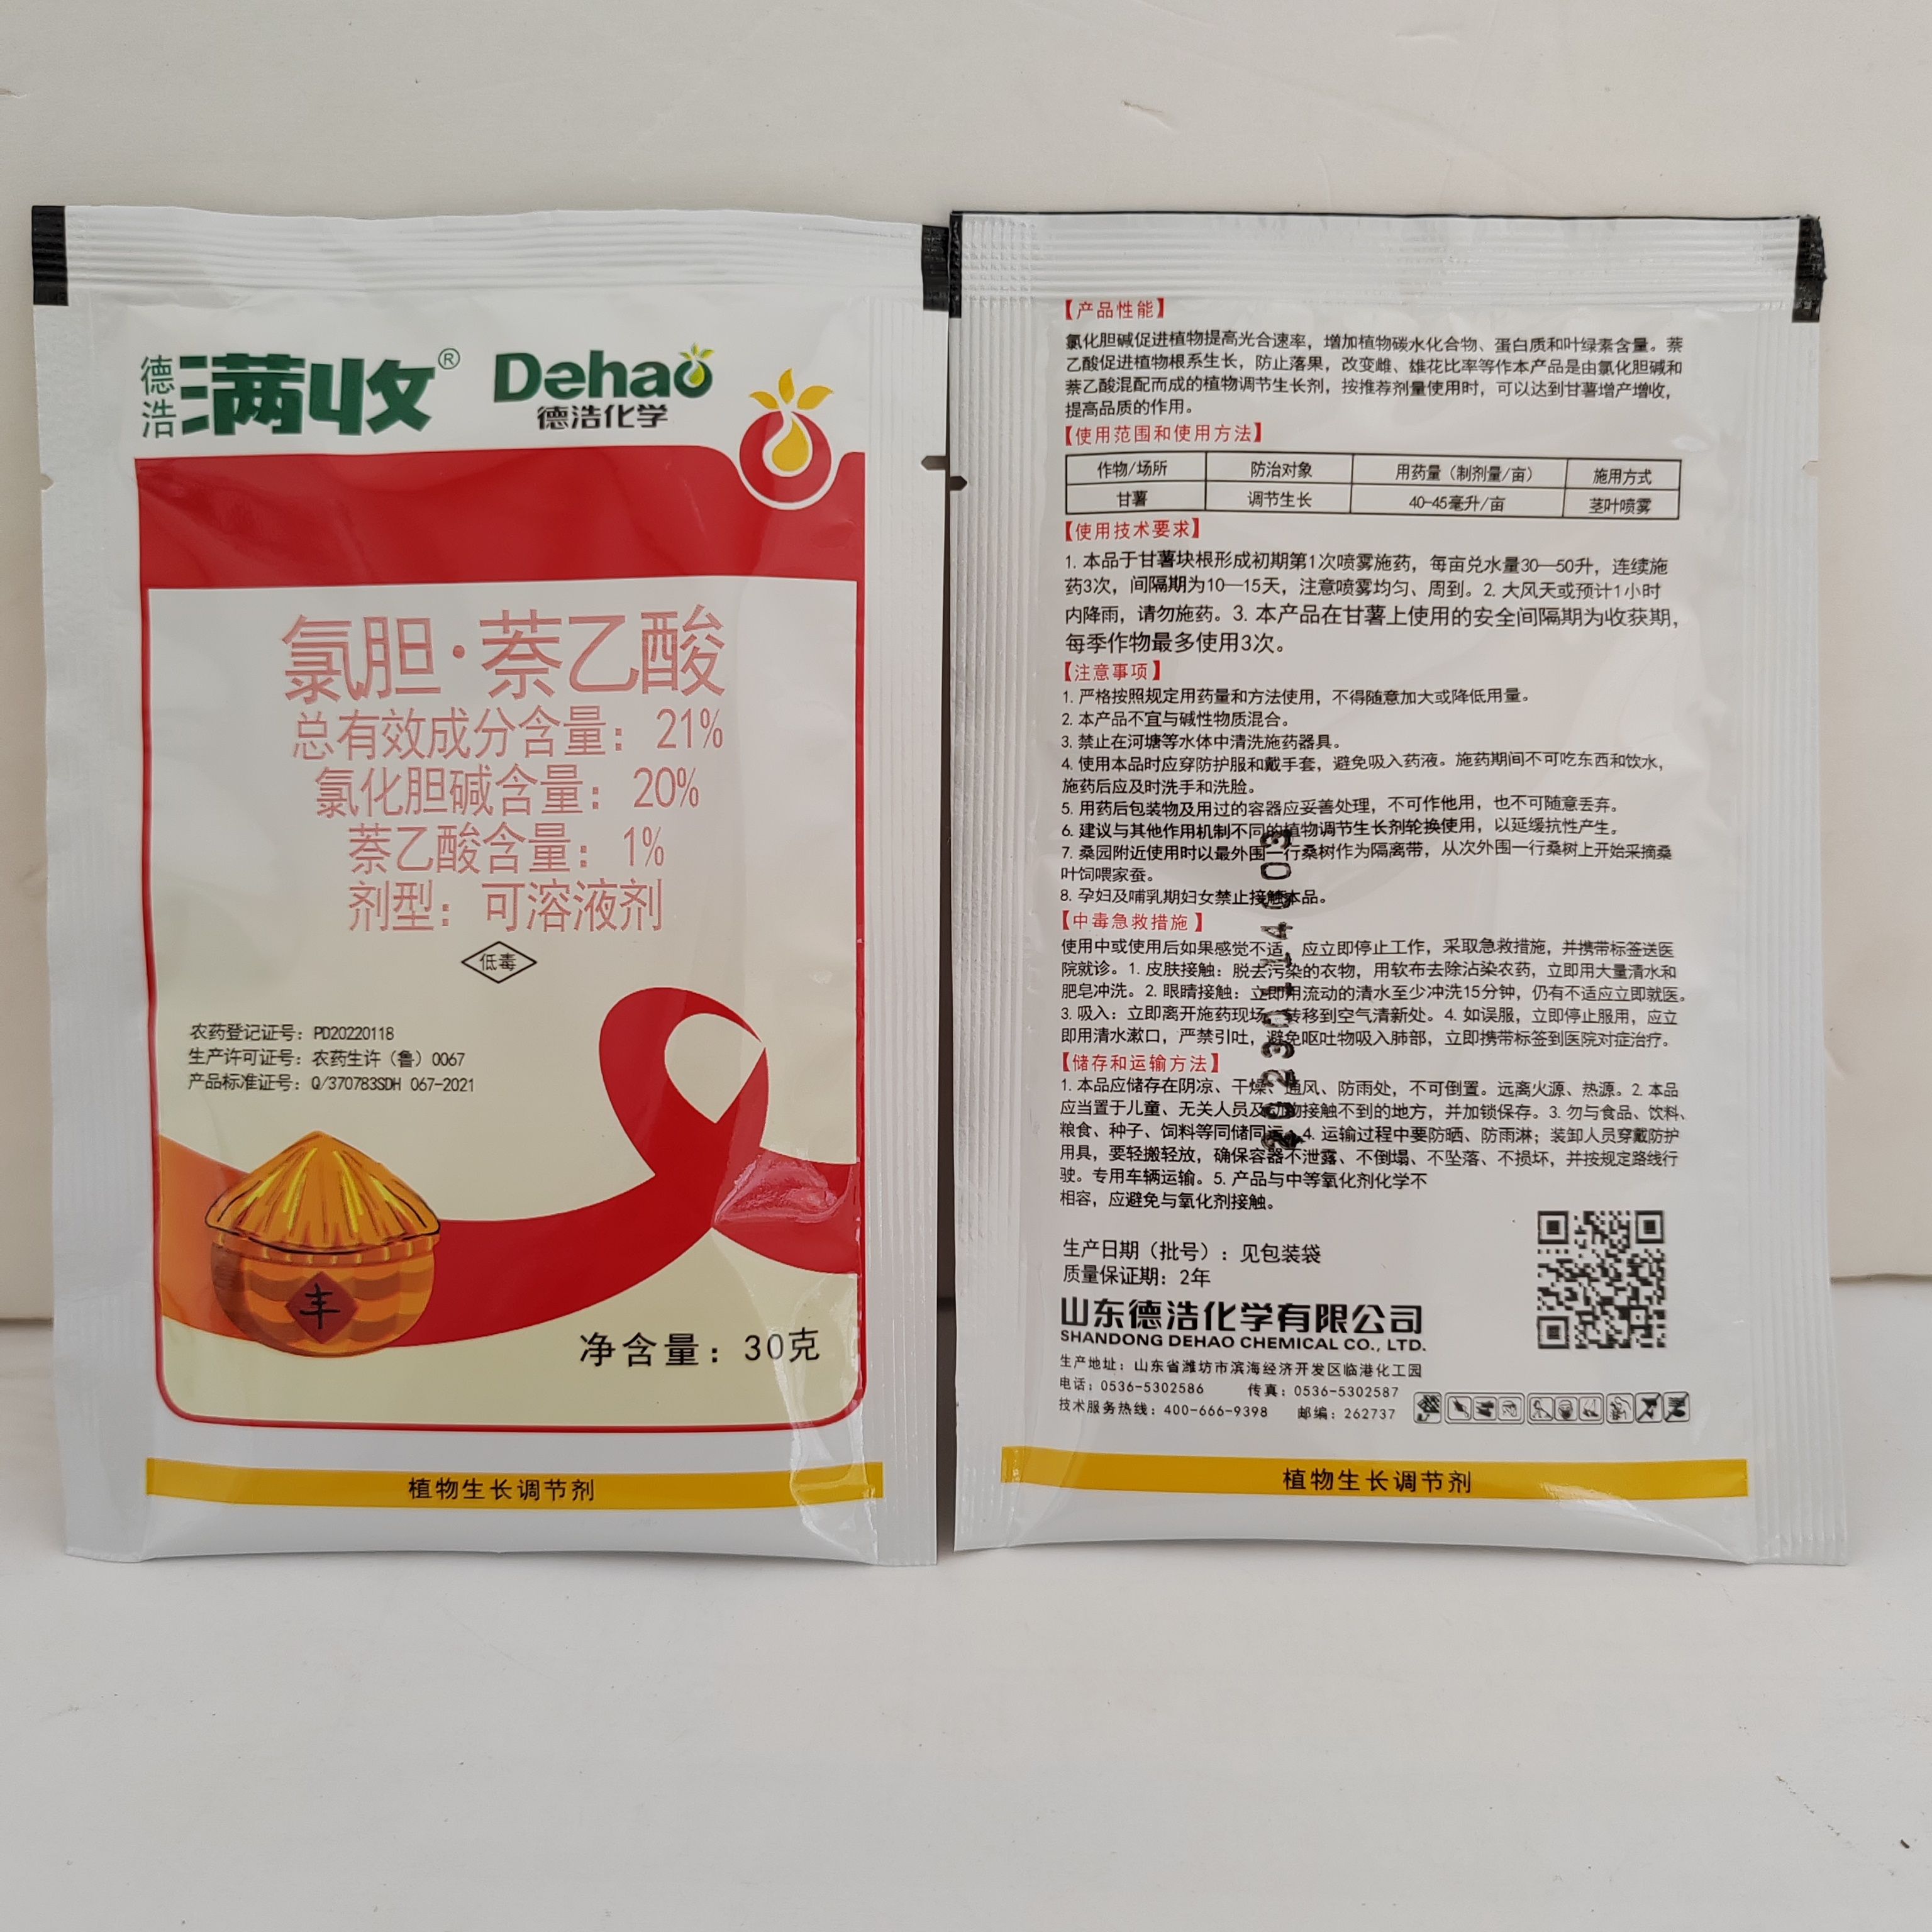 德浩
满收®
Dehao
德浩化学
氯胆·萘乙酸
总有效成分含量：21%
氯化胆碱含量：20%
萘乙酸含量：1%
剂型：可溶液剂
低毒
农药登记证号：PD20220118
生产许可证号：农药生许（鲁）0067
产品标准证号：Q/370783SDH 067-2021
丰
净含量：30克
植物生长调节剂
【产品性能】
氯化胆碱促进植物提高光合速率，增加植物碳水化合物、蛋白质和叶绿素含量。萘
乙酸促进植物根系生长，防止落果，改变雌、雄花比率等作本产品是由氯化胆碱和
萘乙酸混配而成的植物调节生长剂，按推荐剂量使用时，可以达到甘薯增产增收，
提高品质的作用。
【使用范围和使用方法】
作物/场所 防治对象 用药量（制剂量/亩） 施用方式
甘薯 调节生长 40-45毫升/亩 茎叶喷雾
【使用技术要求】
1. 本品于甘薯块根形成初期第1次喷雾施药，每亩兑水量30—50升，连续施
药3次，间隔期为10—15天，注意喷雾均匀、周到。2. 大风天或预计1小时
内降雨，请勿施药。3. 本产品在甘薯上使用的安全间隔期为收获期，
每季作物最多使用3次。
【注意事项】
1. 严格按照规定用药量和方法使用，不得随意加大或降低用量。
2. 本产品不宜与碱性物质混合。
3. 禁止在河塘等水体中清洗施药器具。
4. 使用本品时应穿防护服和戴手套，避免吸入药液。施药期间不可吃东西和饮水，
施药后应及时洗手和洗脸。
5. 用药后包装物及用过的容器应妥善处理，不可作他用，也不可随意丢弃。
6. 建议与其他作用机制不同的植物调节生长剂轮换使用，以延缓抗性产生。
7. 桑园附近使用时以最外围一行桑树作为隔离带，从次外围一行桑树上开始采摘桑
叶饲喂家蚕。
8. 孕妇及哺乳期妇女禁止接触本品。
【中毒急救措施】
使用中或使用后如果感觉不适，应立即停止工作，采取急救措施，并携带标签送医
院就诊。1. 皮肤接触：脱去污染的衣物，用软布去除沾染农药，立即用大量清水和
肥皂冲洗。2. 眼睛接触：立即用流动的清水至少冲洗15分钟，仍有不适应立即就医。
3. 吸入：立即离开施药现场，转移到空气清新处。4. 如误服，立即停止服用，应立
即用清水漱口，严禁引吐，避免呕吐物吸入肺部，立即携带标签到医院对症治疗。
【储存和运输方法】
1. 本品应储存在阴凉、干燥、通风、防雨处，不可倒置。远离火源、热源。2. 本品
应当置于儿童、无关人员及动物接触不到的地方，并加锁保存。3. 勿与食品、饮料、
粮食、种子、饲料等同储同运。4. 运输过程中要防晒、防雨淋；装卸人员穿戴防护
用具，要轻搬轻放，确保容器不泄露、不倒塌、不坠落、不损坏，并按规定路线行
驶。专用车辆运输。5. 产品与中等氧化剂化学不
相容，应避免与氧化剂接触。
生产日期（批号）：见包装袋
质量保证期：2年
山东德浩化学有限公司
SHANDONG DEHAO CHEMICAL CO., LTD.
生产地址：山东省潍坊市滨海经济开发区临港化工园
电话：0536-5302586 传真：0536-5302587
技术服务热线：400-666-9398 邮编：262737
植物生长调节剂